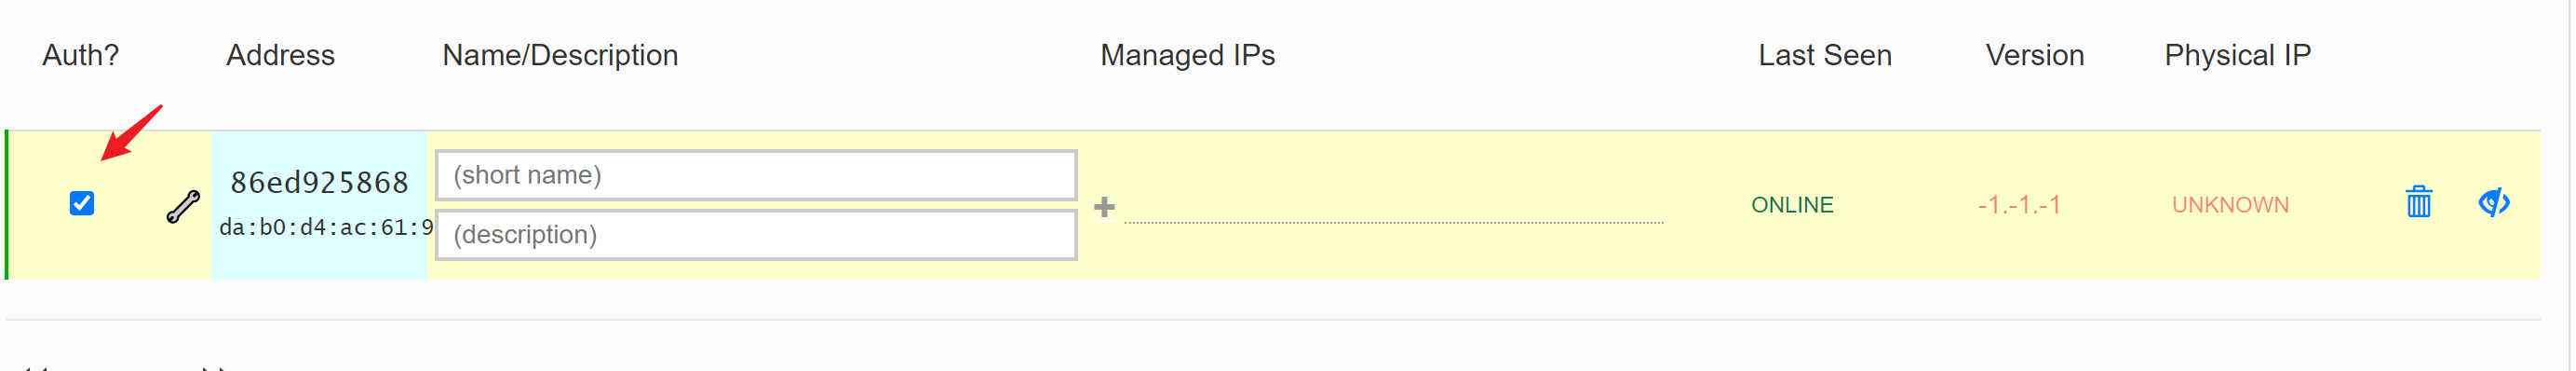 Auth? Address Name/Description Managed IPs Last Seen Version Physical IP
86ed925868
da:b0:d4:ac:61:9
(short name)
(description)
ONLINE -1.-1.-1 UNKNOWN